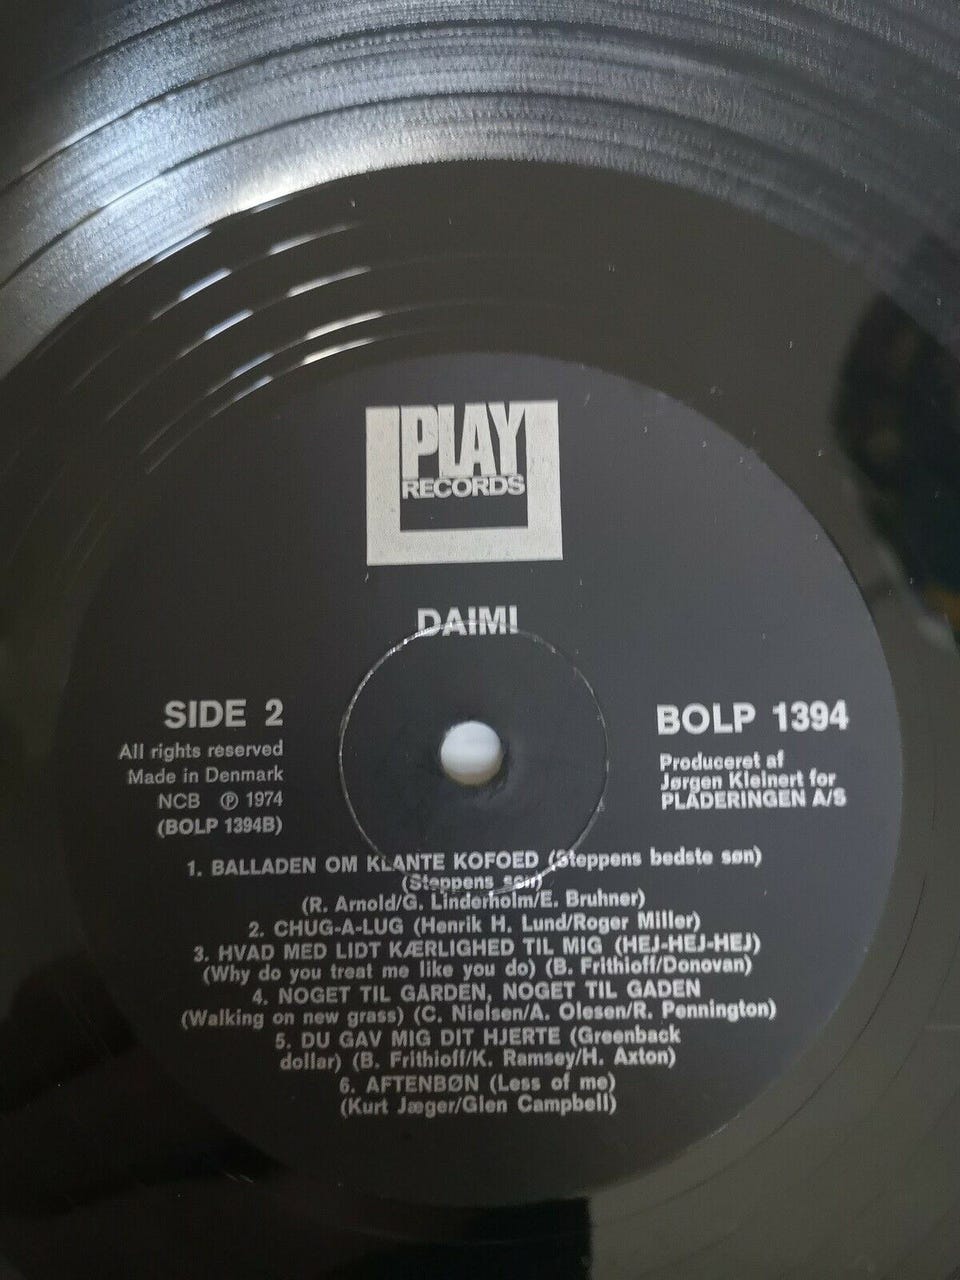 PLAY
RECORDS
DAIMI
SIDE 2
All rights reserved
Made in Denmark
NCB ℗ 1974
(BOLP 1394B)
BOLP 1394
Produceret af
Jørgen Kleinert for
PLADERINGEN A/S
1. BALLADEN OM KLANTE KOFOED (Steppens bedste søn)
(Steppens søn)
(R. Arnold/G. Linderholm/E. Bruhner)
2. CHUG-A-LUG (Henrik H. Lund/Roger Miller)
3. HVAD MED LIDT KÆRLIGHED TIL MIG (HEJ-HEJ-HEJ)
(Why do you treat me like you do) (B. Frithioff/Donovan)
4. NOGET TIL GARDEN, NOGET TIL GADEN
(Walking on new grass) (C. Nielsen/A. Olesen/R. Pennington)
5. DU GAV MIG DIT HJERTE (Greenback
dollar) (B. Frithioff/K. Ramsey/H. Axton)
6. AFTENBØN (Less of me)
(Kurt Jæger/Glen Campbell)